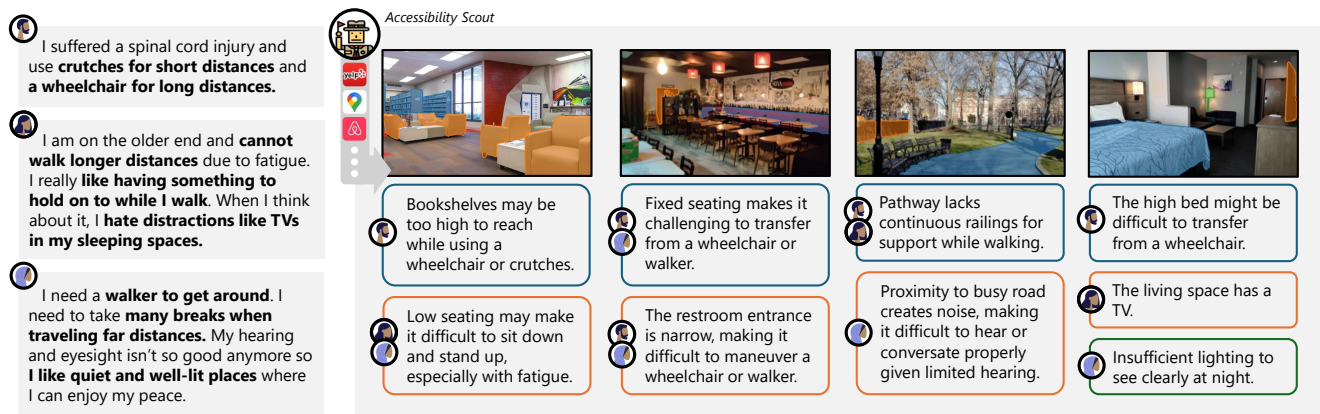 Accessibility Scout
I suffered a spinal cord injury and
use crutches for short distances and
a wheelchair for long distances.
I am on the older end and cannot
walk longer distances due to fatigue.
I really like having something to
hold on to while I walk. When I think
about it, I hate distractions like TVs
in my sleeping spaces.
I need a walker to get around. I
need to take many breaks when
traveling far distances. My hearing
and eyesight isn't so good anymore so
I like quiet and well-lit places where
I can enjoy my peace.
yelp
Bookshelves may be
too high to reach
while using a
wheelchair or crutches.
Low seating may make
it difficult to sit down
and stand up,
especially with fatigue.
Fixed seating makes it
challenging to transfer
from a wheelchair or
walker.
The restroom entrance
is narrow, making it
difficult to maneuver a
wheelchair or walker.
Pathway lacks
continuous railings for
support while walking.
Proximity to busy road
creates noise, making
it difficult to hear or
conversate properly
given limited hearing.
The high bed might be
difficult to transfer
from a wheelchair.
The living space has a
TV.
Insufficient lighting to
see clearly at night.